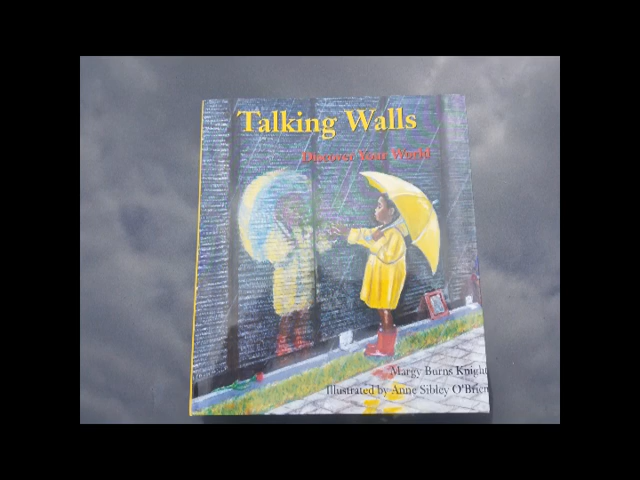 Talking Walls
Discover Your World
Margy Burns Knight
Illustrated by Anne Sibley O'Brien